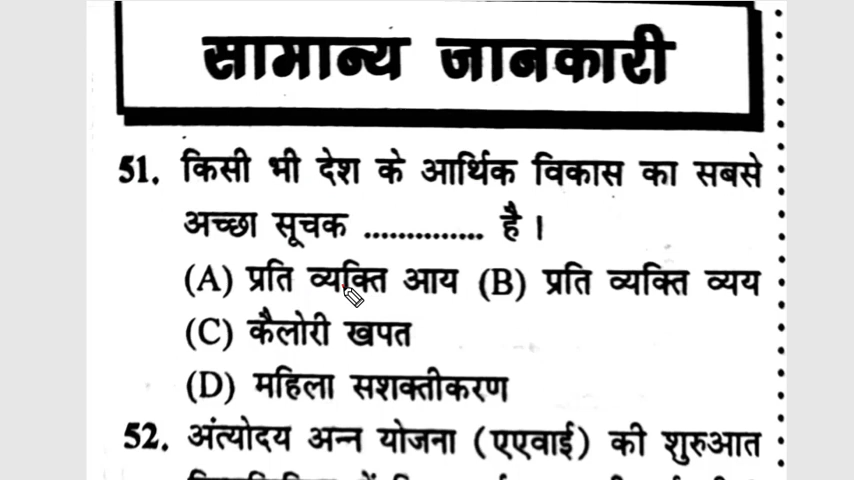 सामान्य जानकारी
51. किसी भी देश के आर्थिक विकास का सबसे
अच्छा सूचक .............. है ।
(A) प्रति व्यक्ति आय (B) प्रति व्यक्ति व्यय
(C) कैलोरी खपत
(D) महिला सशक्तीकरण
52. अंत्योदय अन्न योजना (एएवाई) की शुरुआत